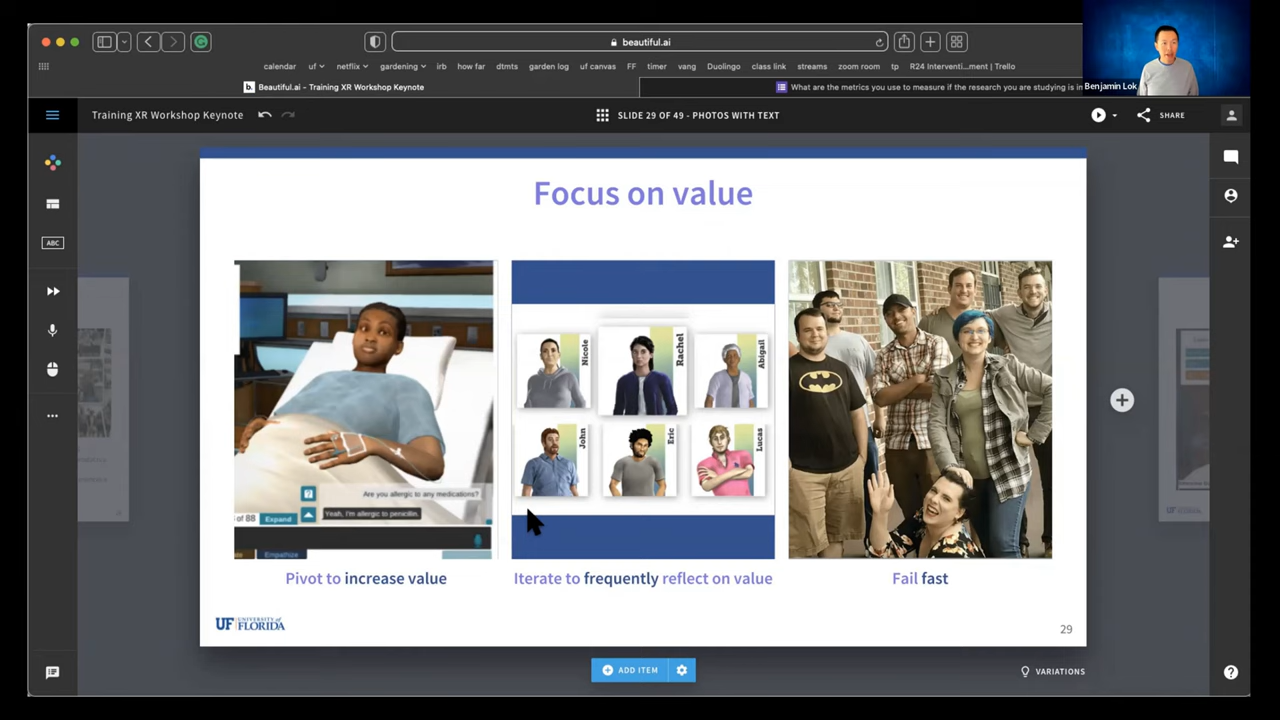 beautiful.ai
calendar
uf
netflix
gardening
irb
how far
dtmts
garden log
uf canvas
FF
timer
vang
Duolingo
class link
streams
zoom room
tp
R24 Interventi...ment | Trello
Beautiful.ai - Training XR Workshop Keynote
What are the metrics you use to measure if the research you are studying is in
Benjamin Lok
Training XR Workshop Keynote
SLIDE 29 OF 49 - PHOTOS WITH TEXT
SHARE
ABC
Focus on value
Are you allergic to any medications?
Yeah, I'm allergic to penicillin.
of 88
Expand
Empathize
Nicole
Rachel
Abigail
John
Eric
Lucas
Pivot to increase value
Iterate to frequently reflect on value
Fail fast
UF UNIVERSITY of
FLORIDA
29
ADD ITEM
VARIATIONS